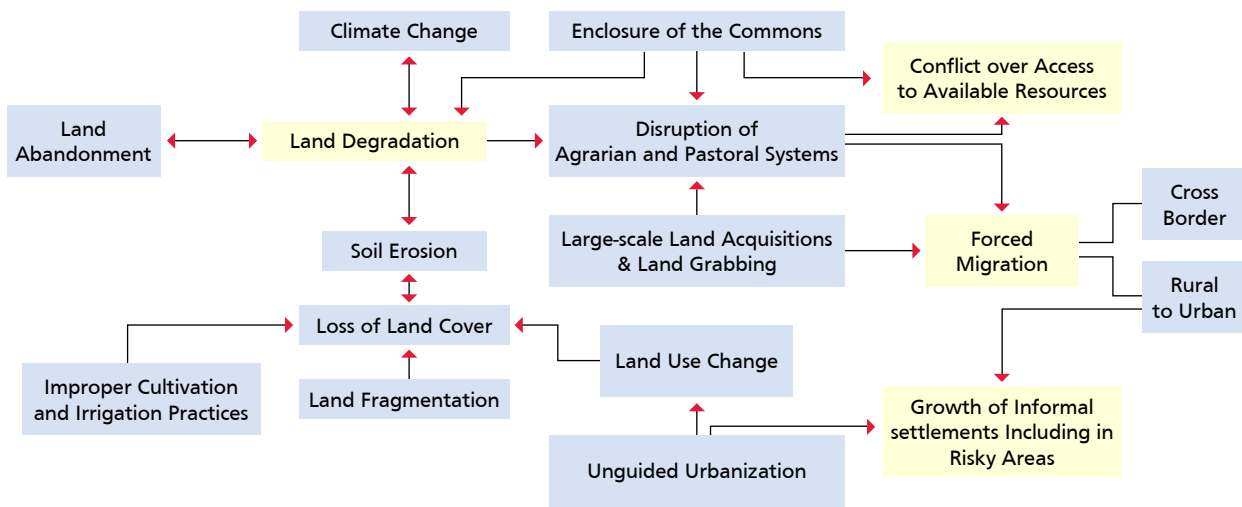 Climate Change
Enclosure of the Commons
Conflict over Access
to Available Resources
Land
Abandonment
Land Degradation
Disruption of
Agrarian and Pastoral Systems
Cross
Border
Soil Erosion
Large-scale Land Acquisitions
& Land Grabbing
Forced
Migration
Rural
to Urban
Loss of Land Cover
Land Use Change
Improper Cultivation
and Irrigation Practices
Land Fragmentation
Growth of Informal
settlements Including in
Risky Areas
Unguided Urbanization